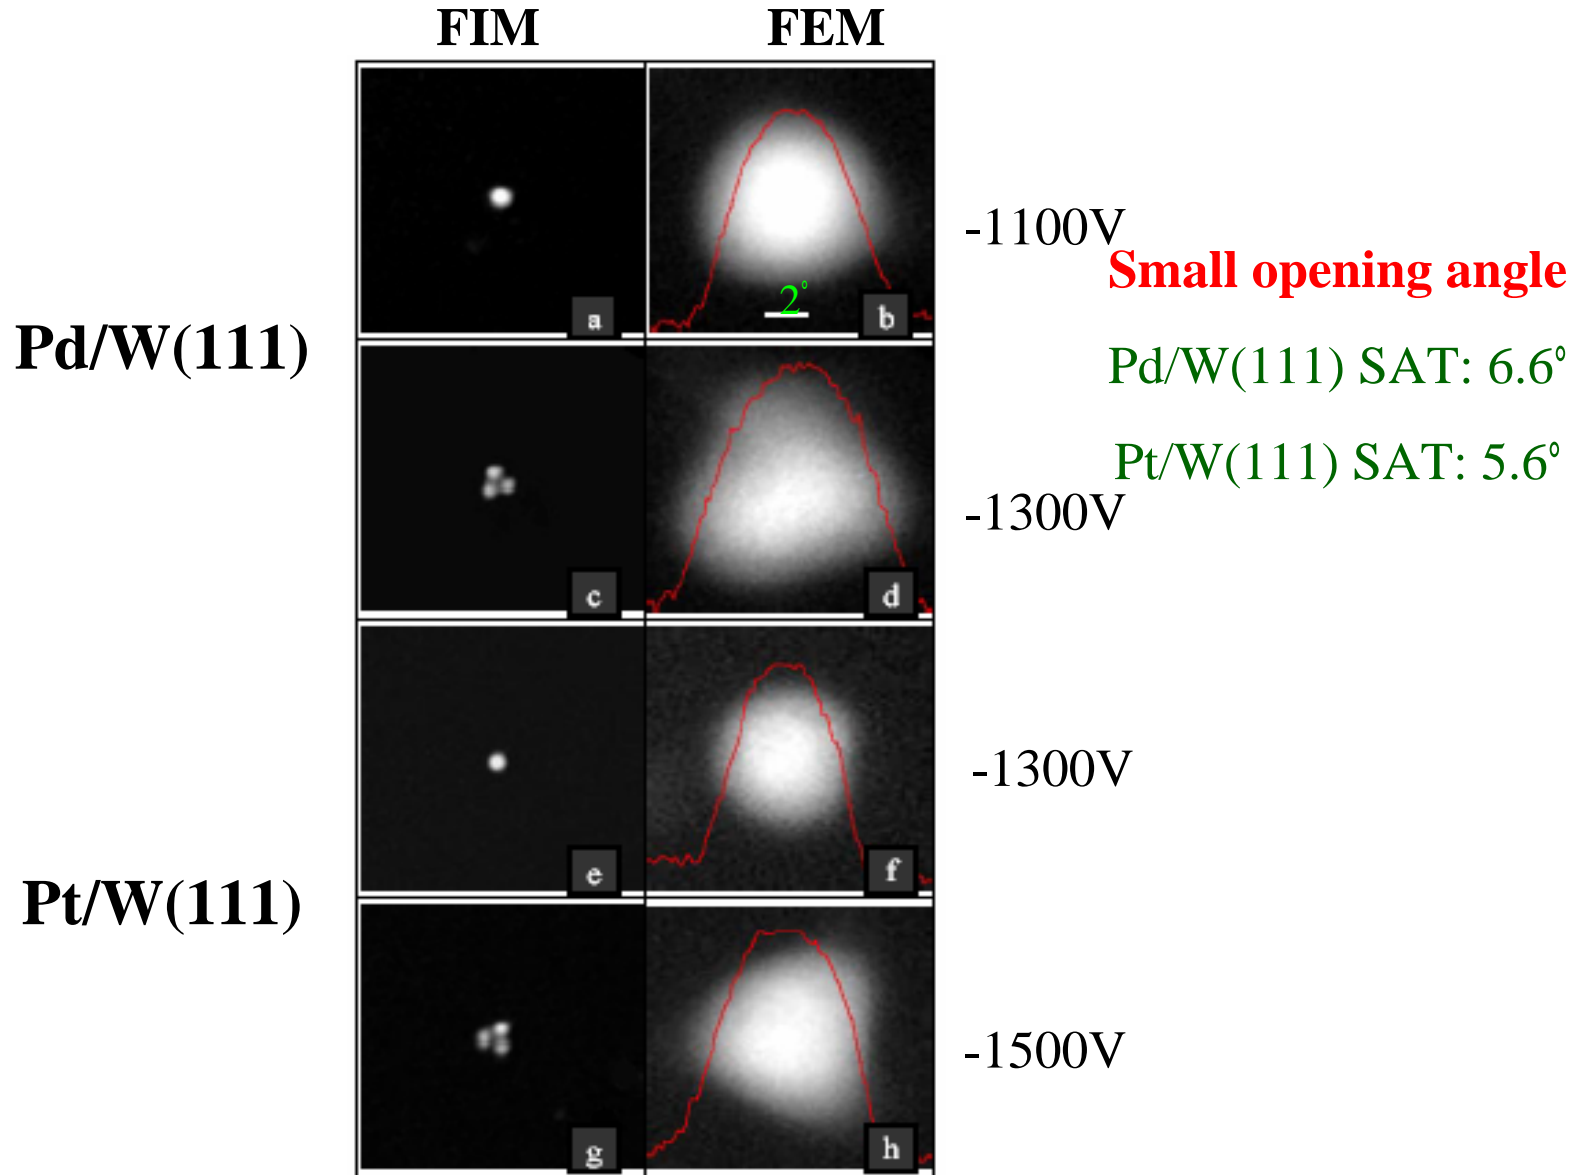 FIM FEM
-1100V
Small opening angle
2°
a b
Pd/W(111)
Pd/W(111) SAT: 6.6°
Pt/W(111) SAT: 5.6°
-1300V
c d
-1300V
e f
Pt/W(111)
-1500V
g h